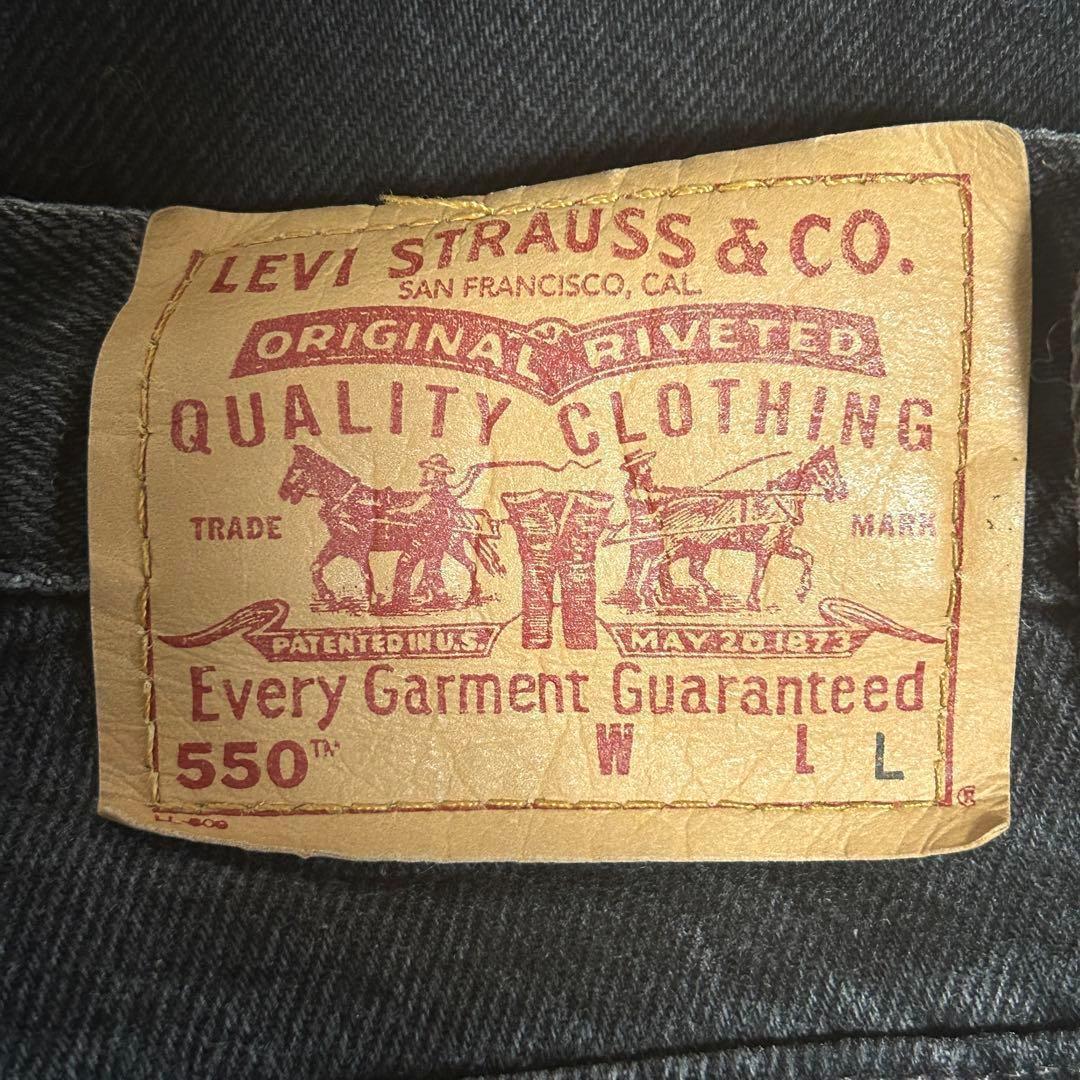 LEVI STRAUSS & CO.
SAN FRANCISCO, CAL.
ORIGINAL RIVETED
QUALITY CLOTHING
TRADE MARK
PATENTED IN U.S. MAY 20 1873
Every Garment Guaranteed
550™ W L L
®